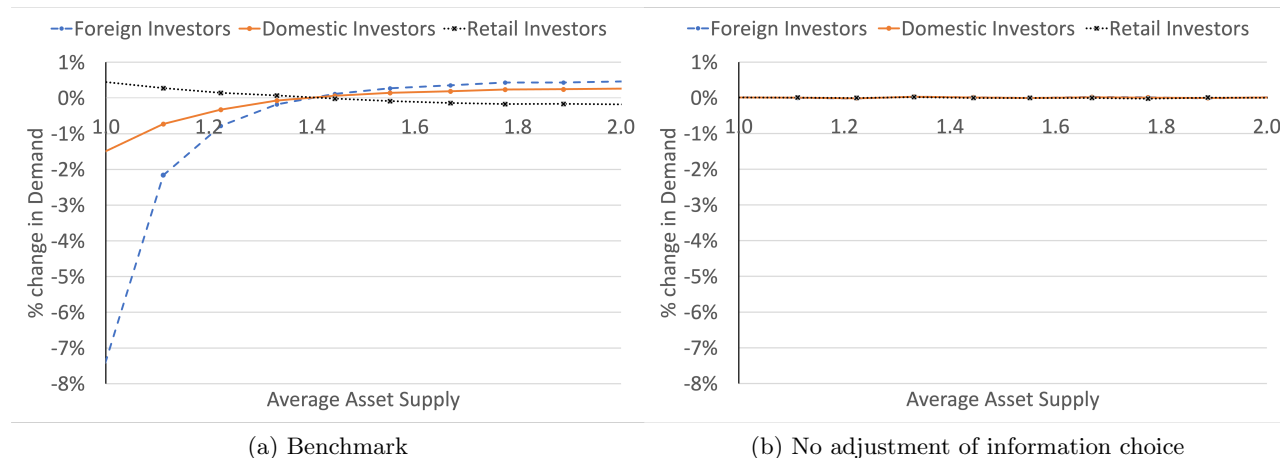 Foreign Investors Domestic Investors Retail Investors
1%
0%
-1%
-2%
-3%
-4%
-5%
-6%
-7%
-8%
1.0 1.2 1.4 1.6 1.8 2.0
% change in Demand
Average Asset Supply
(a) Benchmark
Foreign Investors Domestic Investors Retail Investors
1%
0%
-1%
-2%
-3%
-4%
-5%
-6%
-7%
-8%
1.0 1.2 1.4 1.6 1.8 2.0
% change in Demand
Average Asset Supply
(b) No adjustment of information choice